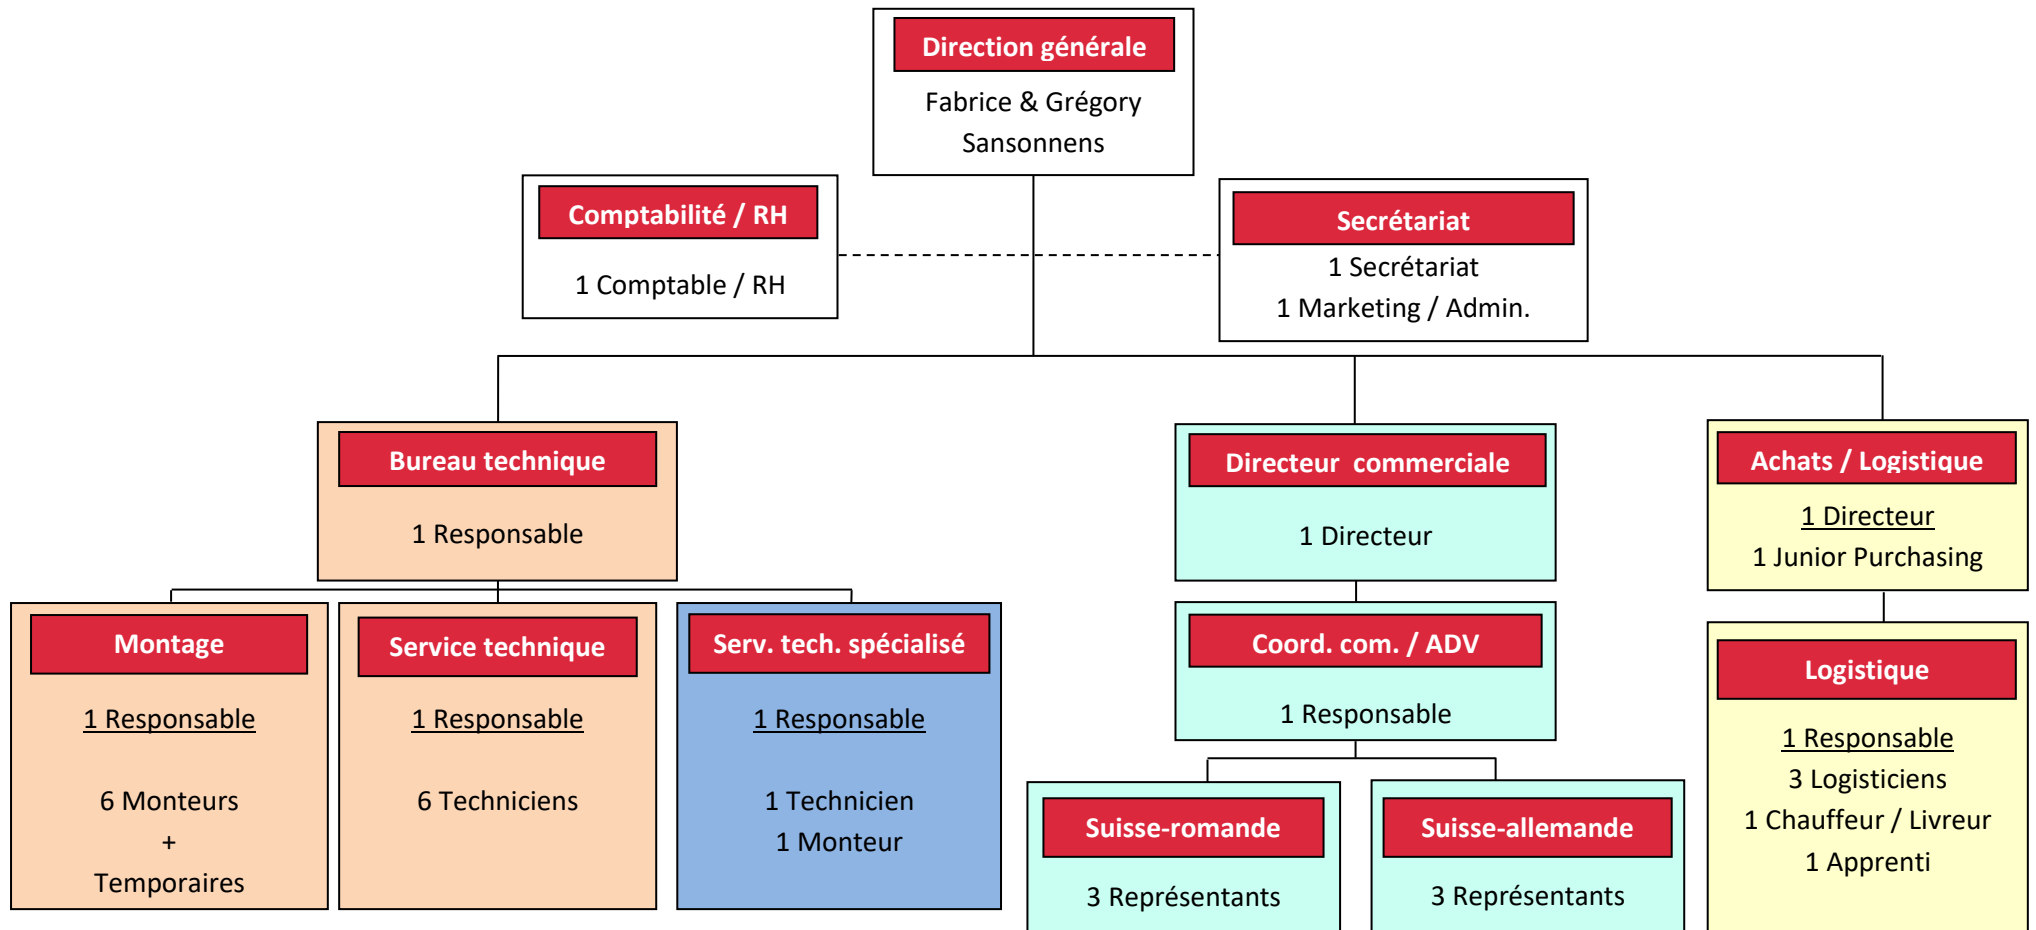 Direction générale
Fabrice & Grégory
Sansonnens
Comptabilité / RH
1 Comptable / RH
Secrétariat
1 Secrétariat
1 Marketing / Admin.
Bureau technique
1 Responsable
Directeur  commerciale
1 Directeur
Achats / Logistique
1 Directeur
1 Junior Purchasing
Montage
1 Responsable
6 Monteurs
+
Temporaires
Service technique
1 Responsable
6 Techniciens
Serv. tech. spécialisé
1 Responsable
1 Technicien
1 Monteur
Coord. com. / ADV
1 Responsable
Suisse-romande
3 Représentants
Suisse-allemande
3 Représentants
Logistique
1 Responsable
3 Logisticiens
1 Chauffeur / Livreur
1 Apprenti